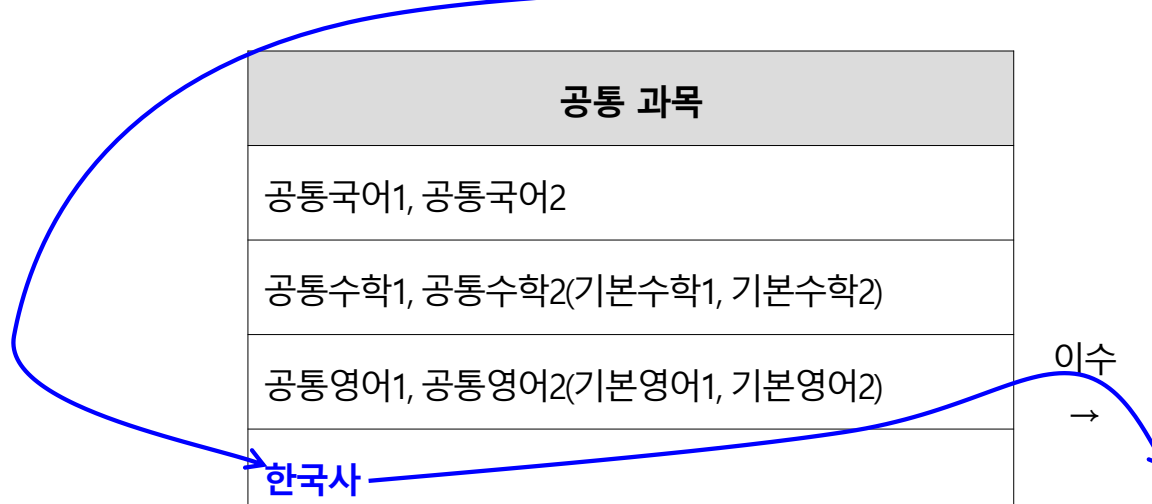 공통 과목
공통국어1, 공통국어2
공통수학1, 공통수학2(기본수학1, 기본수학2)
공통영어1, 공통영어2(기본영어1, 기본영어2)
이수
→
한국사